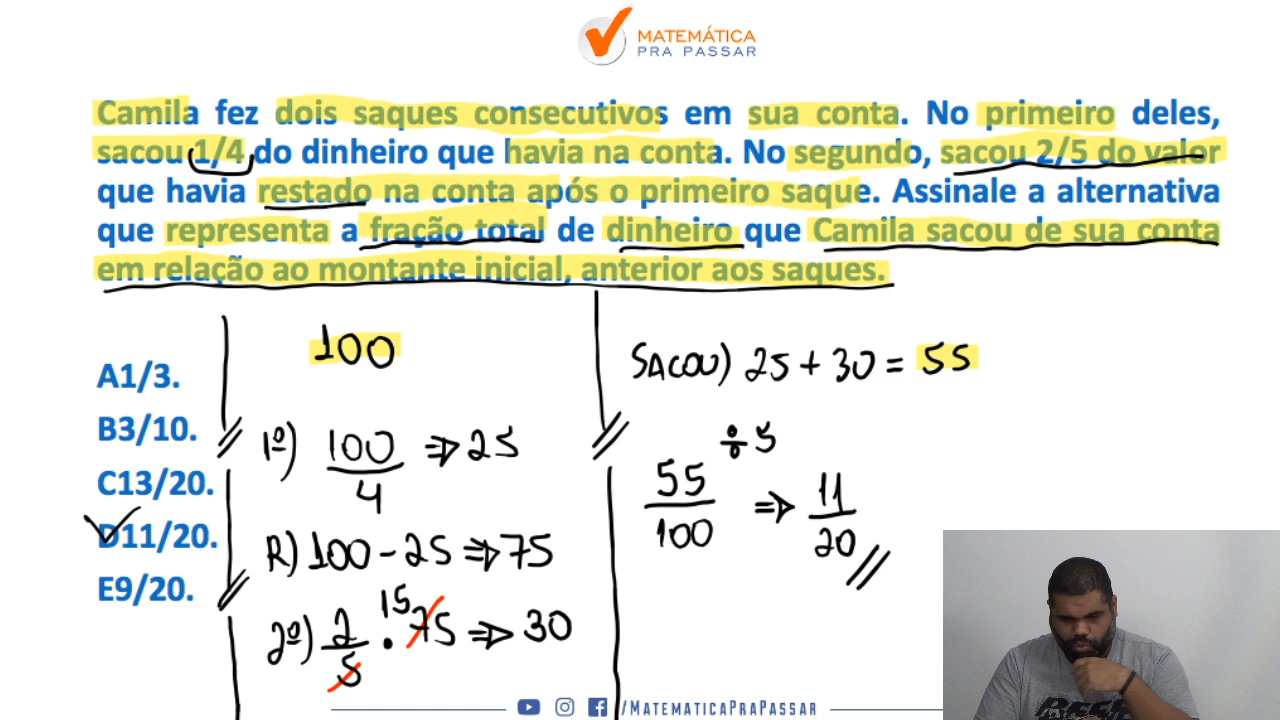 MATEMÁTICA
PRA PASSAR
Camila fez dois saques consecutivos em sua conta. No primeiro deles,
sacou 1/4 do dinheiro que havia na conta. No segundo, sacou 2/5 do valor
que havia restado na conta após o primeiro saque. Assinale a alternativa
que representa a fração total de dinheiro que Camila sacou de sua conta
em relação ao montante inicial, anterior aos saques.
A1/3.
B3/10.
C13/20.
D11/20.
E9/20.
100
1º) 100/4 ⇒ 25
R) 100 - 25 ⇒ 75
2º) 2/5 . 75 15 ⇒ 30
SACOU) 25 + 30 = 55
÷ 5
55/100 ⇒ 11/20 //
/MATEMATICAPRAPASSAR